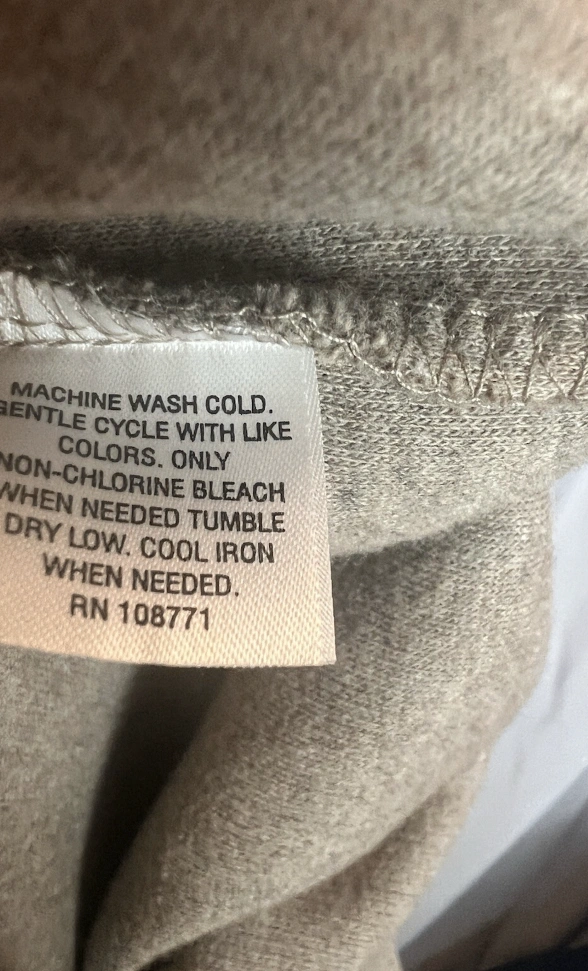 MACHINE WASH COLD.
GENTLE CYCLE WITH LIKE
COLORS. ONLY
NON-CHLORINE BLEACH
WHEN NEEDED TUMBLE
DRY LOW. COOL IRON
WHEN NEEDED.
RN 108771